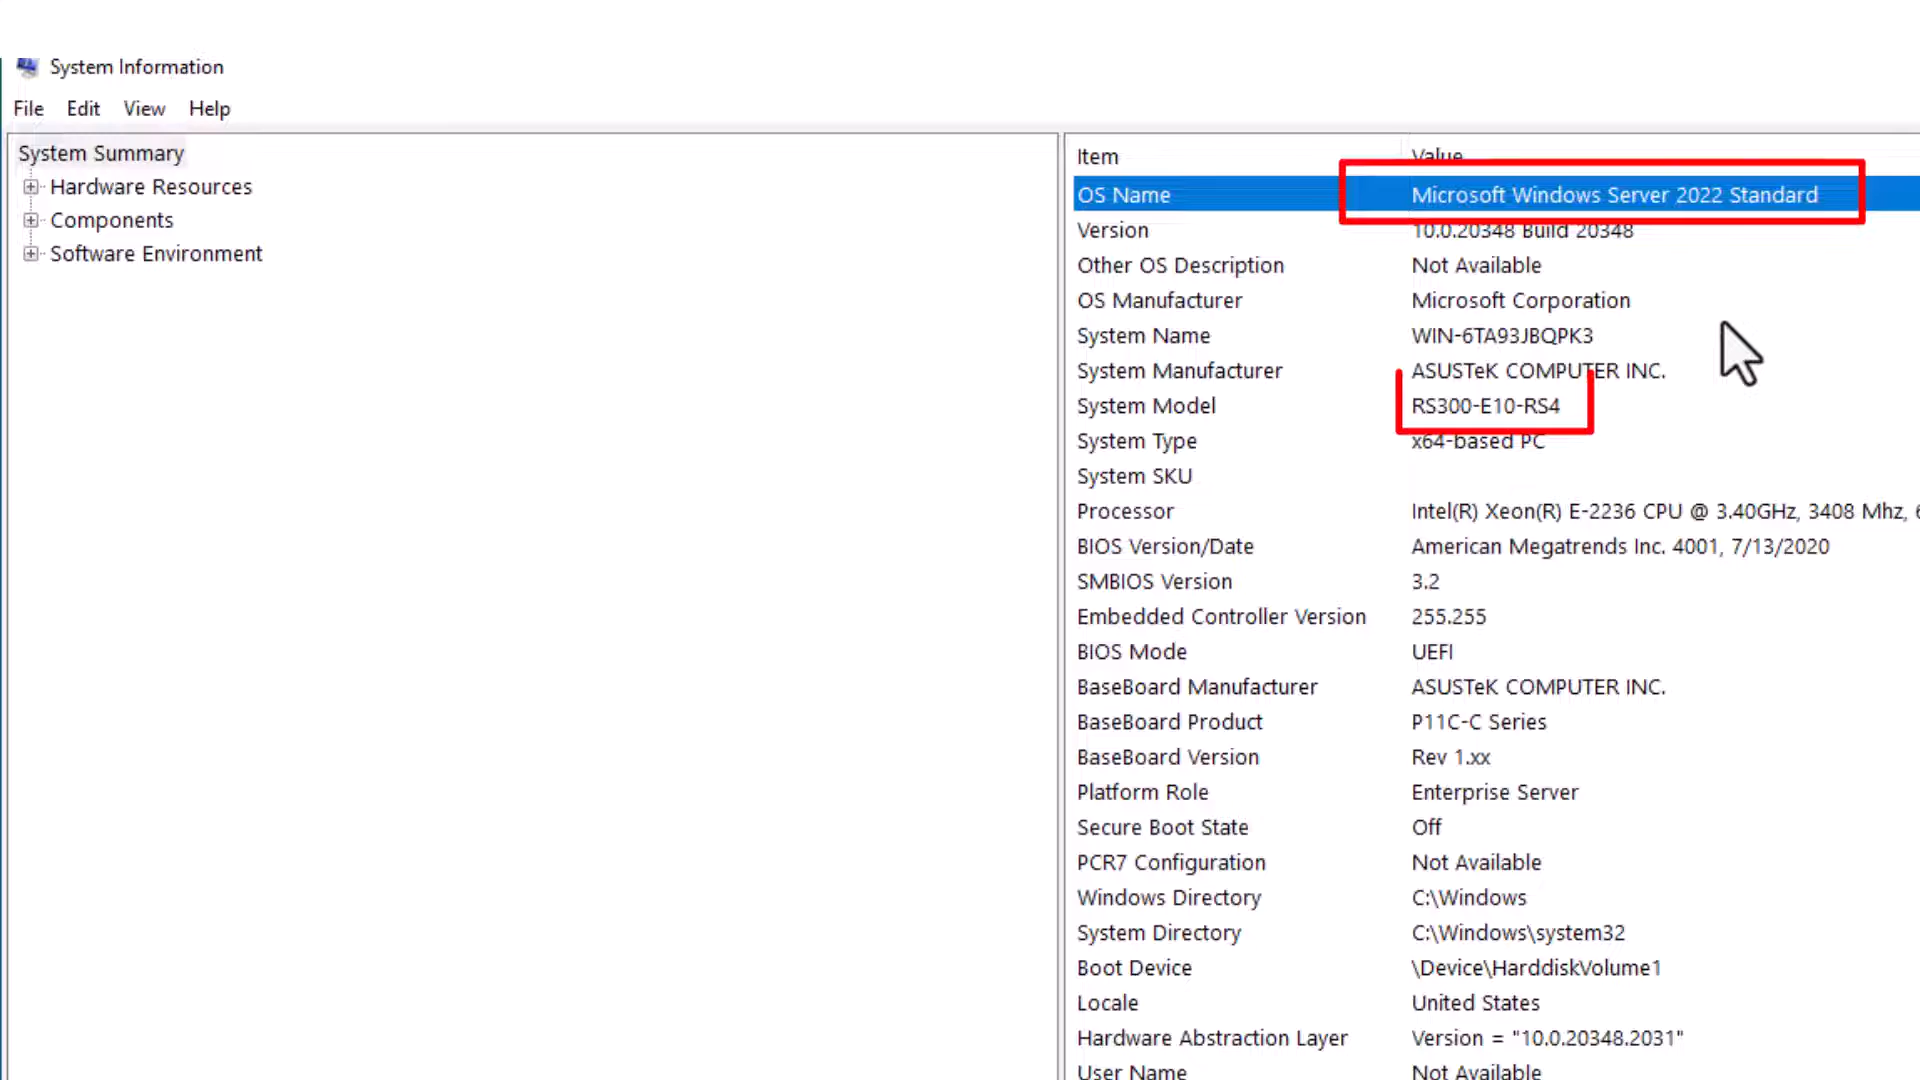 System Information
File Edit View Help
System Summary
Hardware Resources
Components
Software Environment
Item Value
OS Name Microsoft Windows Server 2022 Standard
Version 10.0.20348 Build 20348
Other OS Description Not Available
OS Manufacturer Microsoft Corporation
System Name WIN-6TA93JBQPK3
System Manufacturer ASUSTeK COMPUTER INC.
System Model RS300-E10-RS4
System Type x64-based PC
System SKU
Processor Intel(R) Xeon(R) E-2236 CPU @ 3.40GHz, 3408 Mhz,
BIOS Version/Date American Megatrends Inc. 4001, 7/13/2020
SMBIOS Version 3.2
Embedded Controller Version 255.255
BIOS Mode UEFI
BaseBoard Manufacturer ASUSTeK COMPUTER INC.
BaseBoard Product P11C-C Series
BaseBoard Version Rev 1.xx
Platform Role Enterprise Server
Secure Boot State Off
PCR7 Configuration Not Available
Windows Directory C:\Windows
System Directory C:\Windows\system32
Boot Device \Device\HarddiskVolume1
Locale United States
Hardware Abstraction Layer Version = "10.0.20348.2031"
User Name Not Available